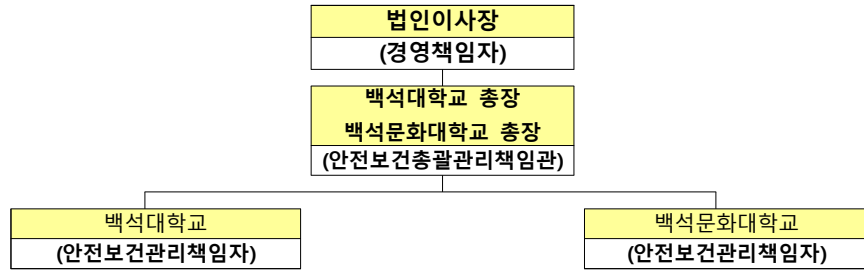 법인이사장
(경영책임자)
백석대학교 총장
백석문화대학교 총장
(안전보건총괄관리책임관)
백석대학교
(안전보건관리책임자)
백석문화대학교
(안전보건관리책임자)